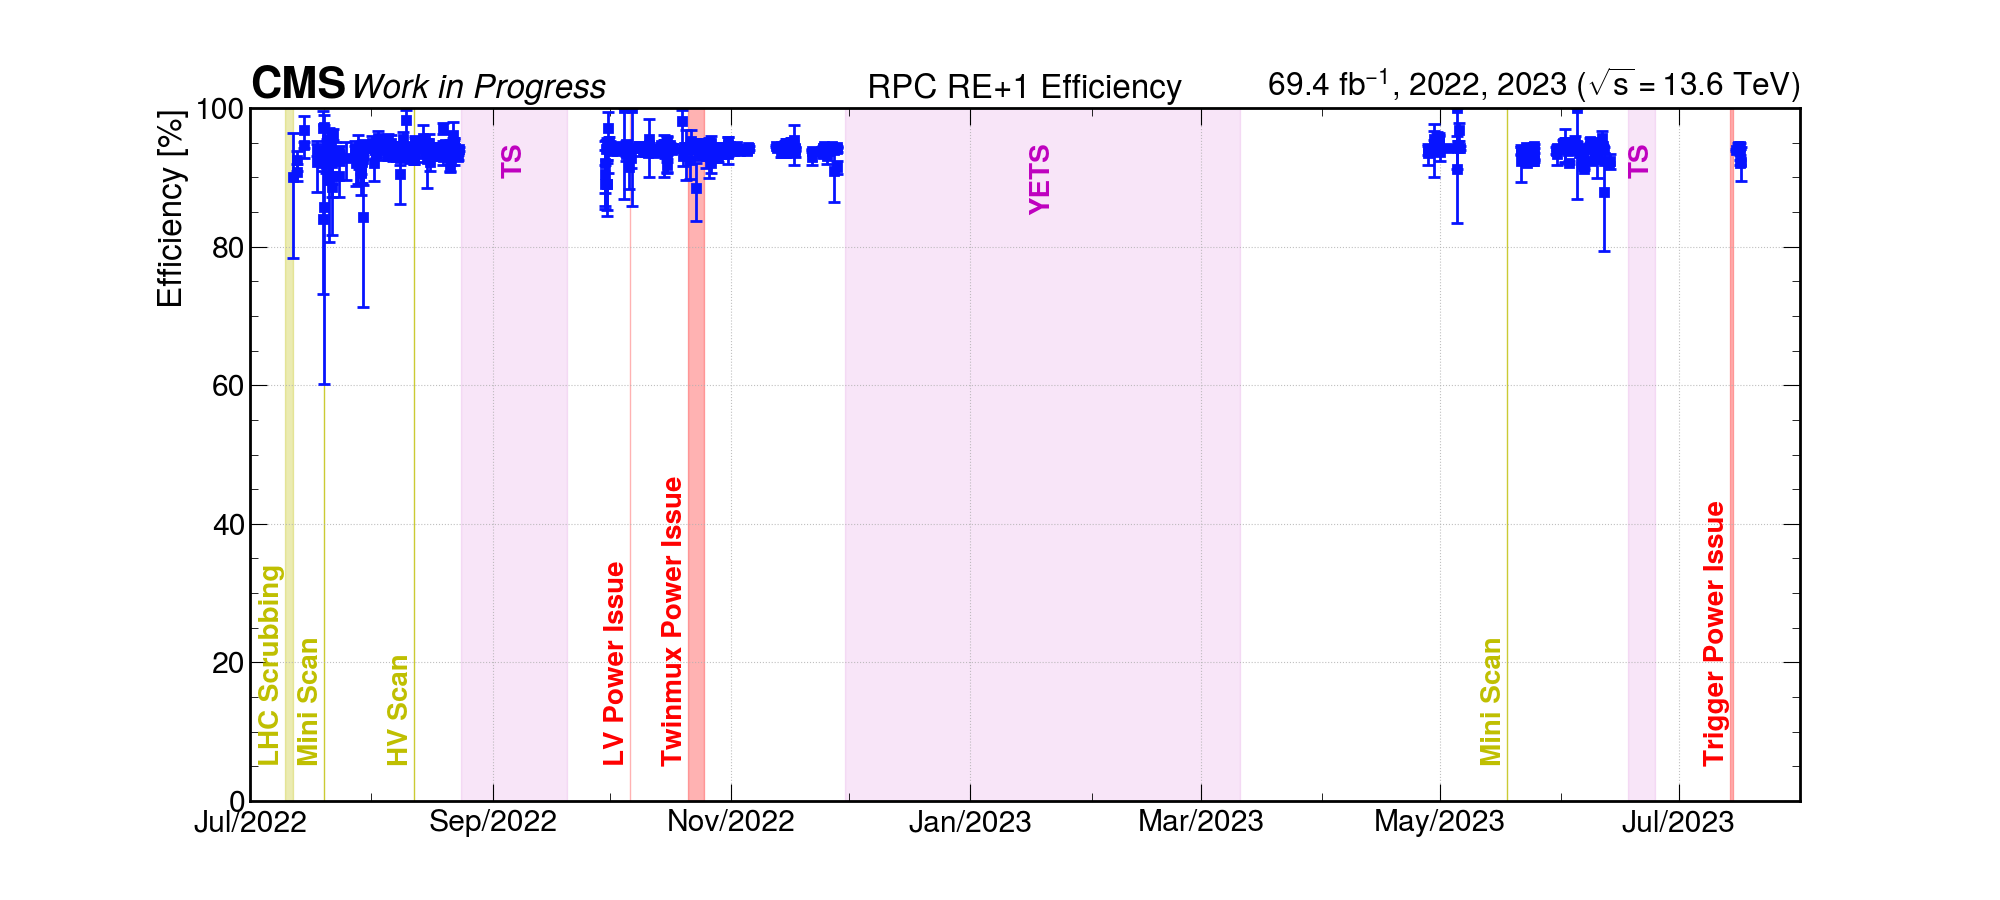 CMS Work in Progress
RPC RE+1 Efficiency
69.4 fb⁻¹, 2022, 2023 (√s = 13.6 TeV)
Efficiency [%]
100
80
60
40
20
0
LHC Scrubbing
Mini Scan
HV Scan
TS
LV Power Issue
Twinmux Power Issue
YETS
Mini Scan
TS
Trigger Power Issue
Jul/2022
Sep/2022
Nov/2022
Jan/2023
Mar/2023
May/2023
Jul/2023